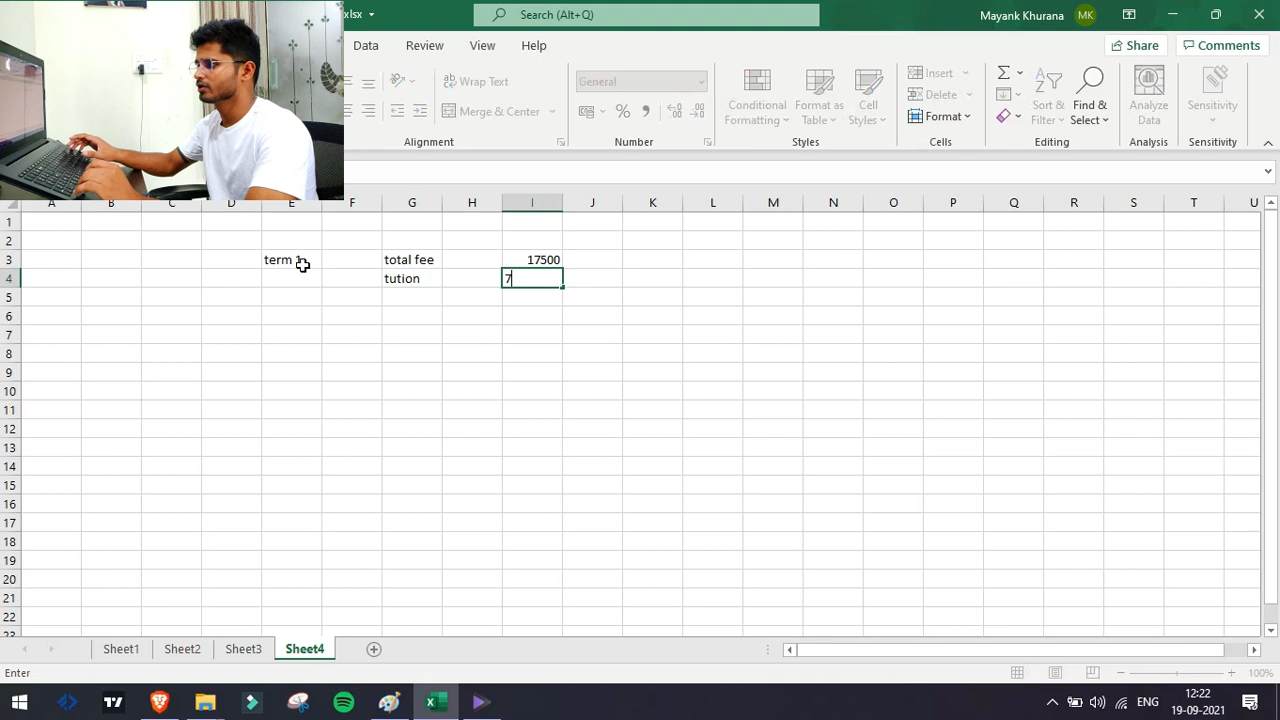 xlsx
Search (Alt+Q)
Mayank Khurana MK
Data Review View Help
Share Comments
Wrap Text
General
Insert
Merge & Center
Delete
Conditional Formatting
Format as Table
Cell Styles
Format
Sort & Filter
Find & Select
Analyze Data
Sensitivity
Alignment Number Styles Cells Editing Analysis Sensitivity
A B C D E F G H I J K L M N O P Q R S T U
1
2
3 term 1 total fee 17500
4 tution 7
5
6
7
8
9
10
11
12
13
14
15
16
17
18
19
20
21
22
23
Sheet1 Sheet2 Sheet3 Sheet4
Enter 100%
ENG 12:22
19-09-2021